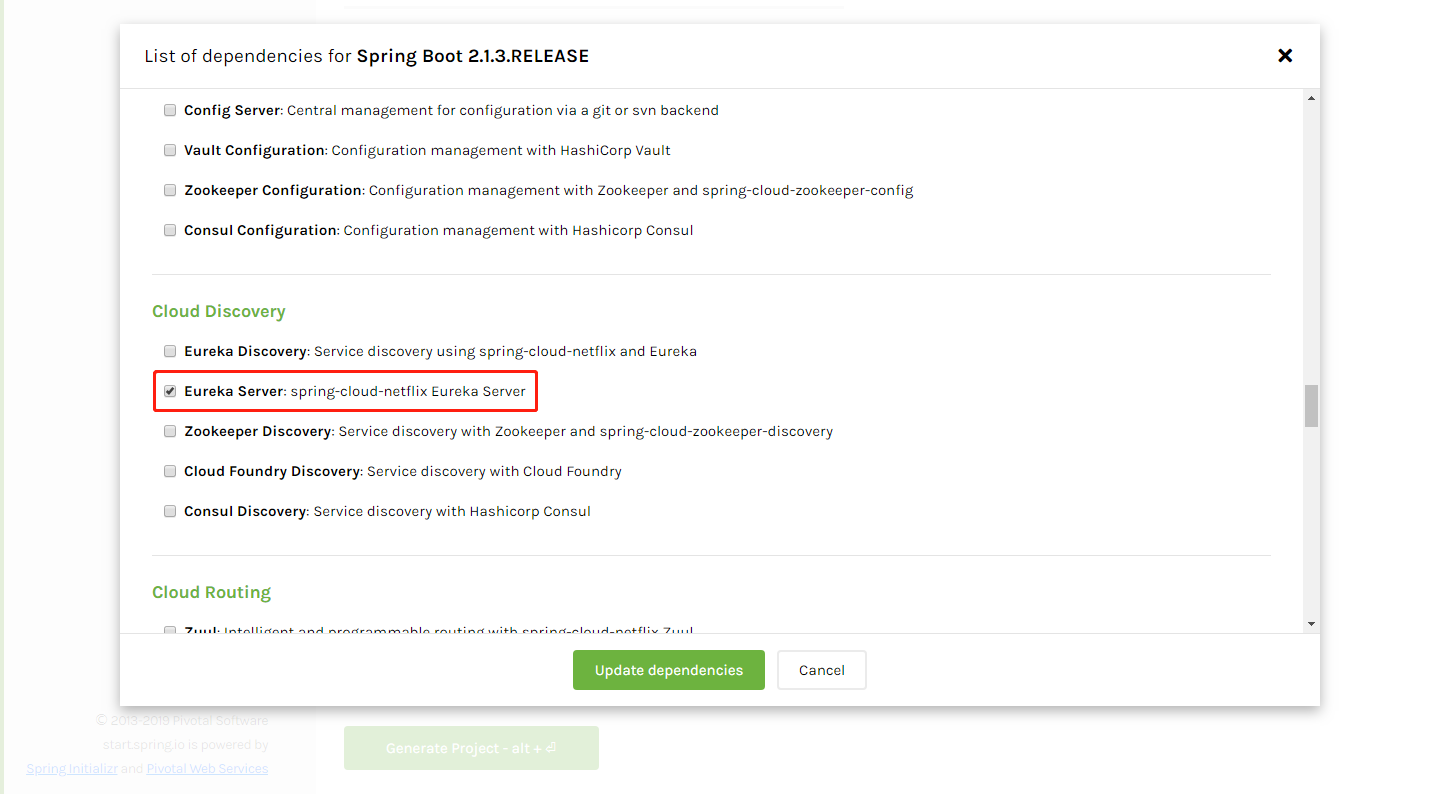 List of dependencies for Spring Boot 2.1.3.RELEASE
Config Server: Central management for configuration via a git or svn backend
Vault Configuration: Configuration management with HashiCorp Vault
Zookeeper Configuration: Configuration management with Zookeeper and spring-cloud-zookeeper-config
Consul Configuration: Configuration management with Hashicorp Consul
Cloud Discovery
Eureka Discovery: Service discovery using spring-cloud-netflix and Eureka
Eureka Server: spring-cloud-netflix Eureka Server
Zookeeper Discovery: Service discovery with Zookeeper and spring-cloud-zookeeper-discovery
Cloud Foundry Discovery: Service discovery with Cloud Foundry
Consul Discovery: Service discovery with Hashicorp Consul
Cloud Routing
Zuul: Intelligent and programmable routing with spring-cloud-netflix Zuul
Update dependencies
Cancel
© 2013-2019 Pivotal Software
start.spring.io is powered by
Spring Initializr and Pivotal Web Services
Generate Project - alt + ⏎